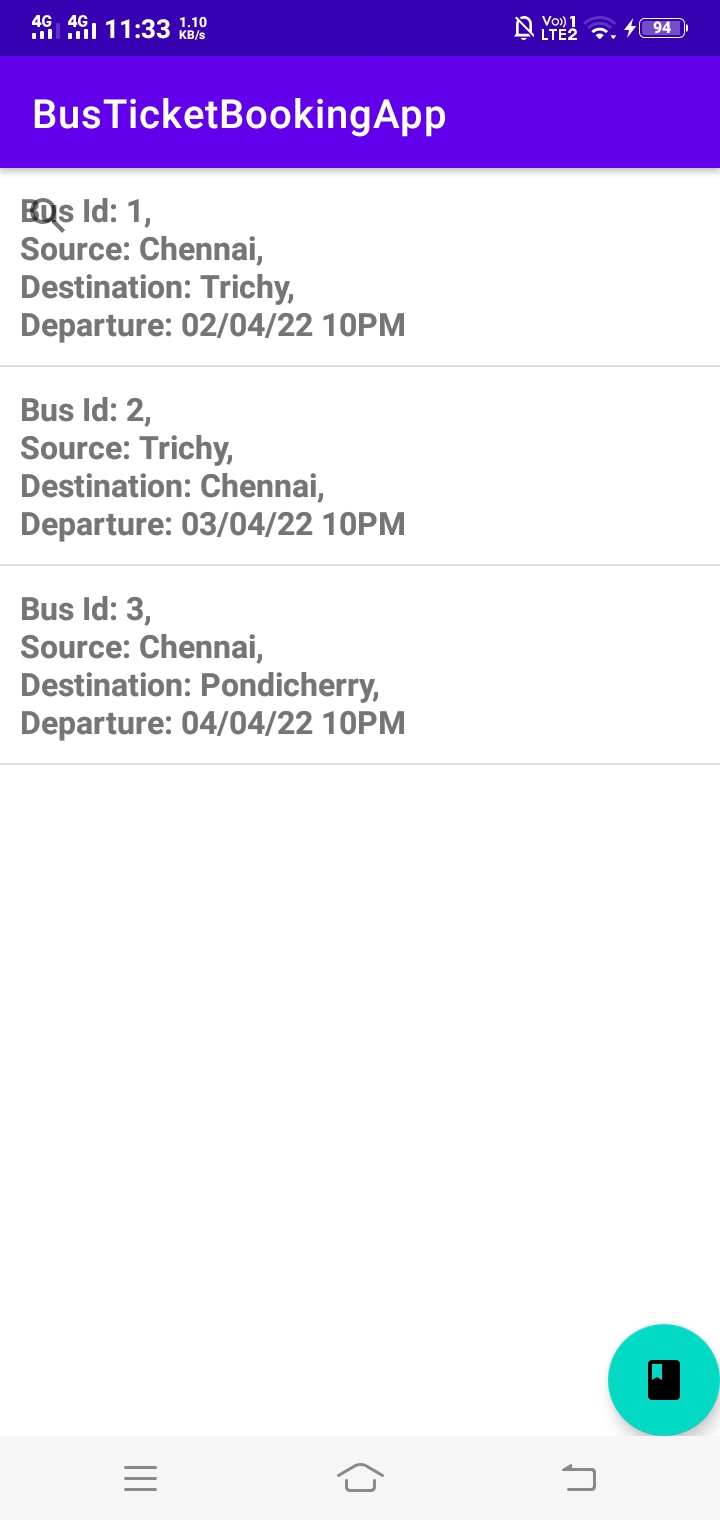 4G 4G 11:33 1.10 KB/s Vo)) 1 LTE2 94
BusTicketBookingApp
Bus Id: 1,
Source: Chennai,
Destination: Trichy,
Departure: 02/04/22 10PM
Bus Id: 2,
Source: Trichy,
Destination: Chennai,
Departure: 03/04/22 10PM
Bus Id: 3,
Source: Chennai,
Destination: Pondicherry,
Departure: 04/04/22 10PM